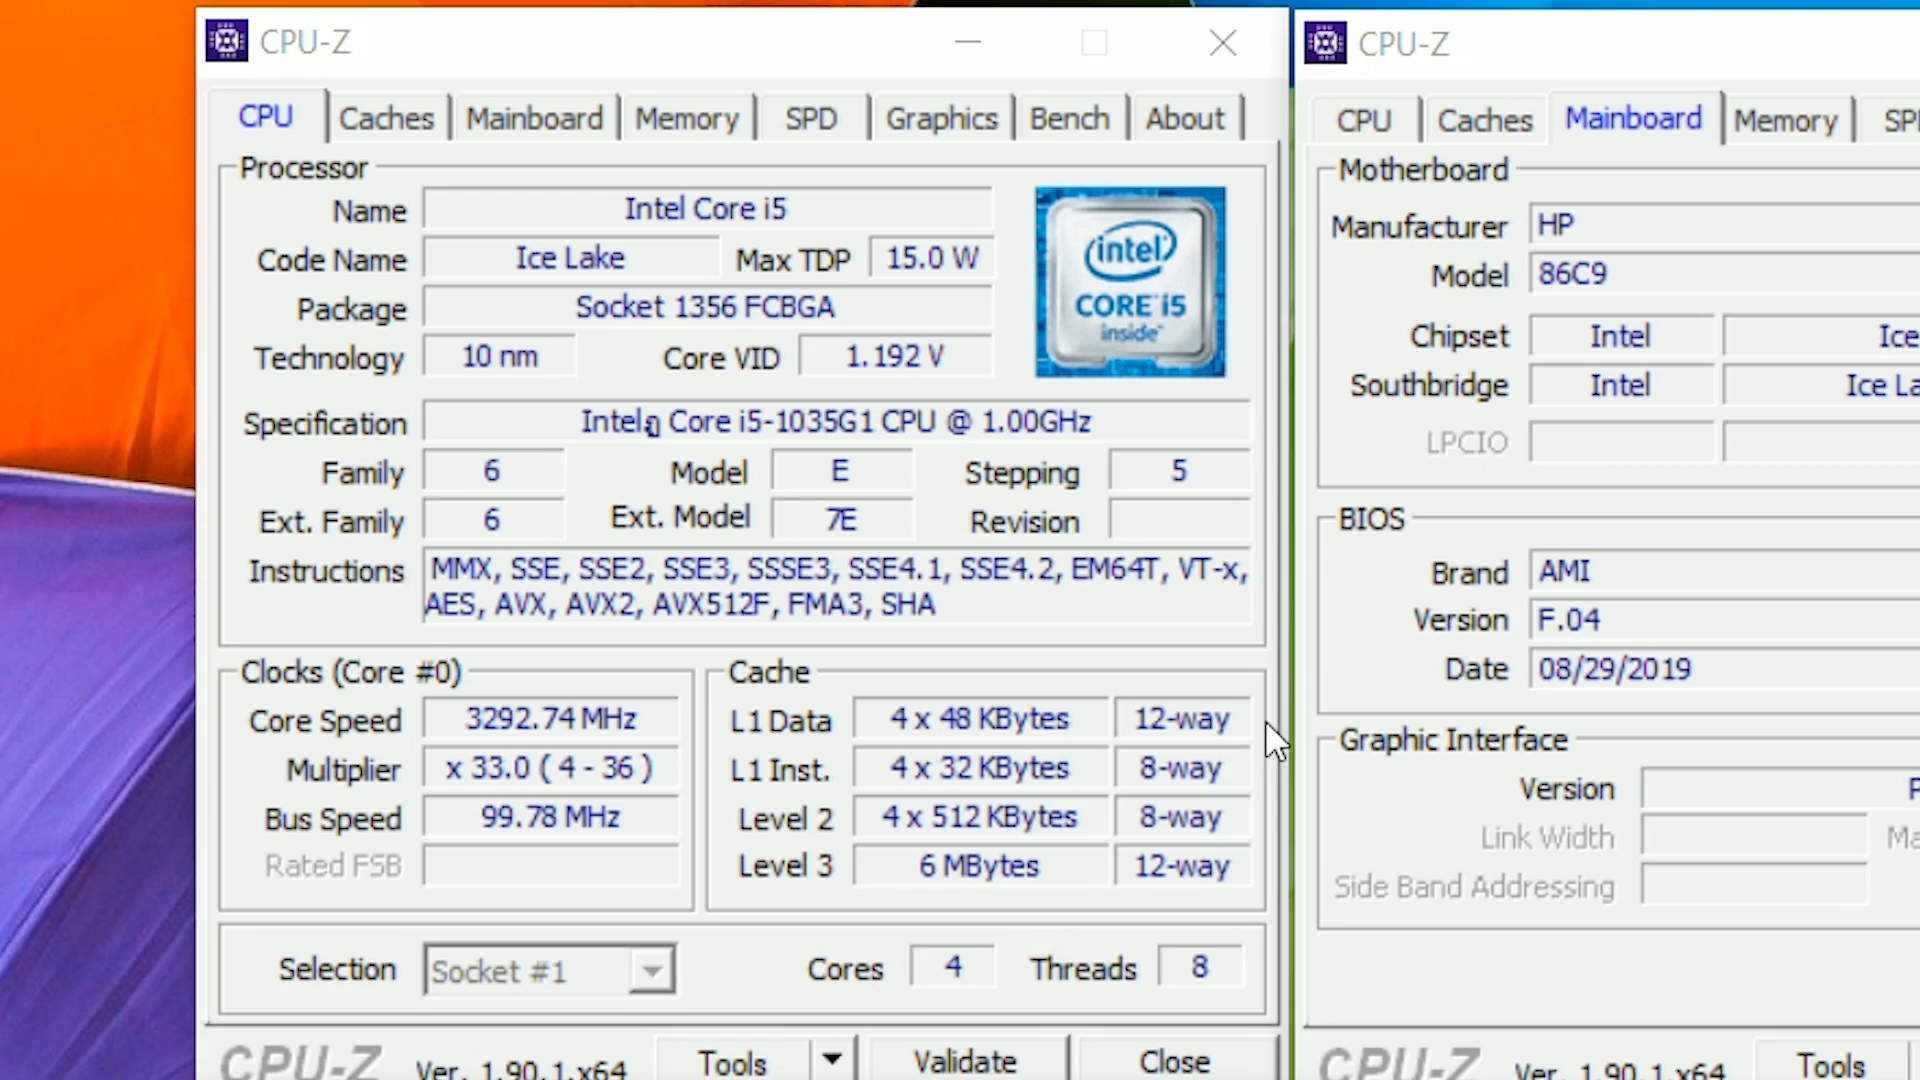 CPU-Z
CPU Caches Mainboard Memory SPD Graphics Bench About
Processor
Name Intel Core i5
Code Name Ice Lake Max TDP 15.0 W
Package Socket 1356 FCBGA
Technology 10 nm Core VID 1.192 V
intel
CORE i5
inside
Specification Intel Core i5-1035G1 CPU @ 1.00GHz
Family 6 Model E Stepping 5
Ext. Family 6 Ext. Model 7E Revision
Instructions MMX, SSE, SSE2, SSE3, SSSE3, SSE4.1, SSE4.2, EM64T, VT-x,
AES, AVX, AVX2, AVX512F, FMA3, SHA
Clocks (Core #0)
Core Speed 3292.74 MHz
Multiplier x 33.0 ( 4 - 36 )
Bus Speed 99.78 MHz
Rated FSB
Cache
L1 Data 4 x 48 KBytes 12-way
L1 Inst. 4 x 32 KBytes 8-way
Level 2 4 x 512 KBytes 8-way
Level 3 6 MBytes 12-way
Selection Socket #1 Cores 4 Threads 8
CPU-Z Ver. 1.90.1.x64 Tools Validate Close
CPU-Z
CPU Caches Mainboard Memory
Motherboard
Manufacturer HP
Model 86C9
Chipset Intel Ice
Southbridge Intel Ice
LPCIO
BIOS
Brand AMI
Version F.04
Date 08/29/2019
Graphic Interface
Version
Link Width
Side Band Addressing
CPU-Z Ver. 1.90.1.x64 Tools